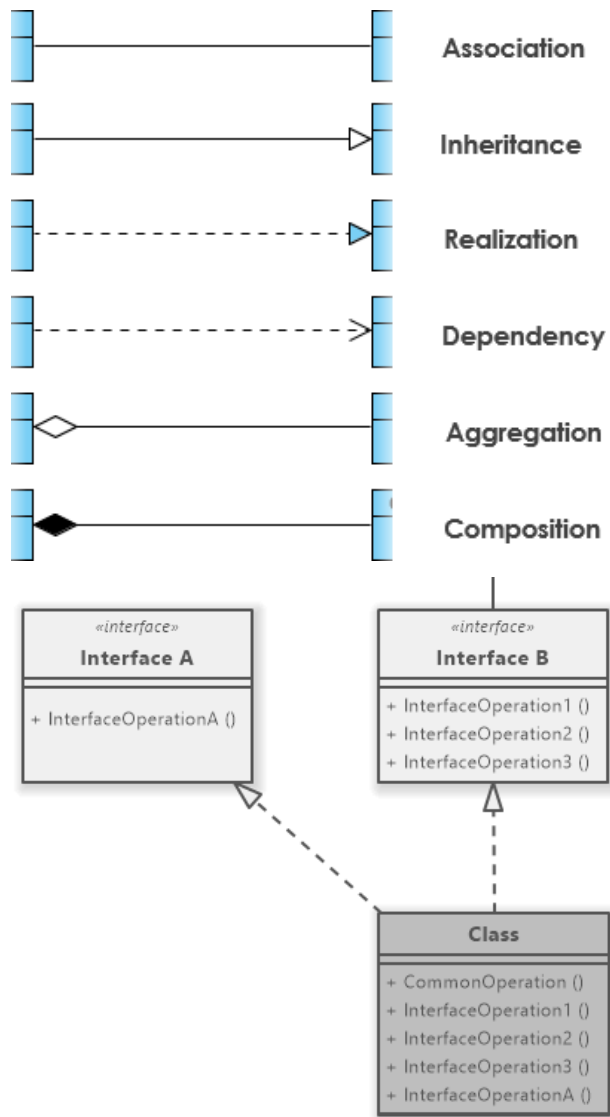 Association
Inheritance
Realization
Dependency
Aggregation
Composition
«interface»
Interface A
+ InterfaceOperationA ()
«interface»
Interface B
+ InterfaceOperation1 ()
+ InterfaceOperation2 ()
+ InterfaceOperation3 ()
Class
+ CommonOperation ()
+ InterfaceOperation1 ()
+ InterfaceOperation2 ()
+ InterfaceOperation3 ()
+ InterfaceOperationA ()